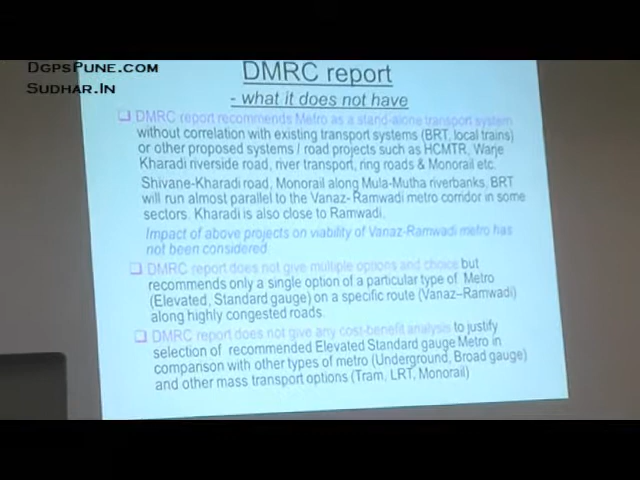 DGPSPUNE.COM
SUDHAR.IN
DMRC report
- what it does not have
DMRC report recommends Metro as a stand-alone transport system
without correlation with existing transport systems (BRT, local trains)
or other proposed systems / road projects such as HCMTR, Warje
Kharadi riverside road, river transport, ring roads & Monorail etc.
Shivane-Kharadi road, Monorail along Mula-Mutha riverbanks, BRT
will run almost parallel to the Vanaz- Ramwadi metro corridor in some
sectors. Kharadi is also close to Ramwadi.
Impact of above projects on viability of Vanaz-Ramwadi metro has
not been considered.
DMRC report does not give multiple options and choice but
recommends only a single option of a particular type of Metro
(Elevated, Standard gauge) on a specific route (Vanaz–Ramwadi)
along highly congested roads.
DMRC report does not give any cost-benefit analysis to justify
selection of recommended Elevated Standard gauge Metro in
comparison with other types of metro (Underground, Broad gauge)
and other mass transport options (Tram, LRT, Monorail)